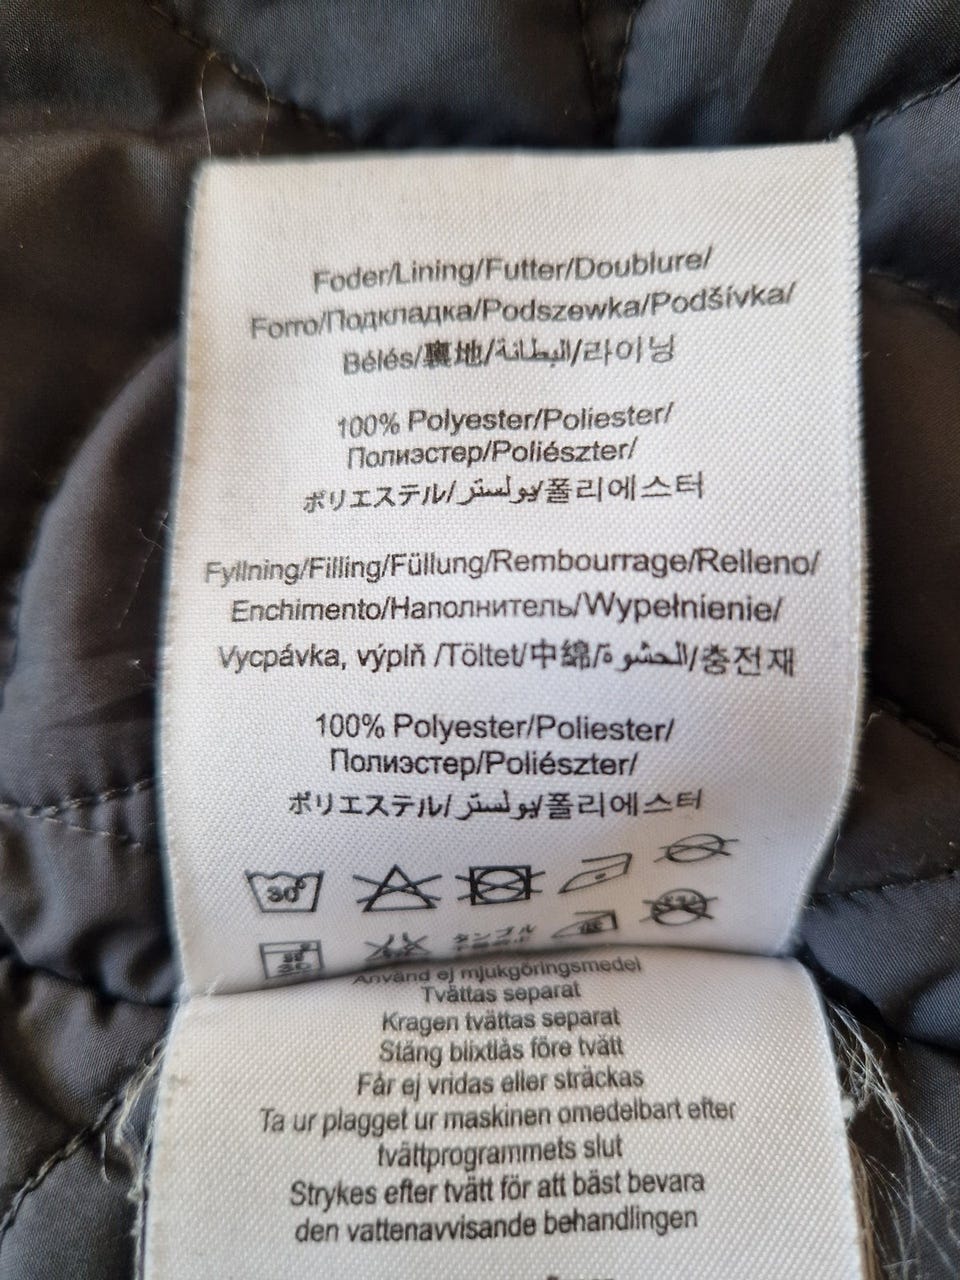 Foder/Lining/Futter/Doublure/
Forro/Подкладка/Podszewka/Podšívka/
Bélés/裏地/البطانة/라이닝
100% Polyester/Poliester/
Полиэстер/Poliészter/
ポリエステル/بولستر/폴리에스터
Fyllning/Filling/Füllung/Rembourrage/Relleno/
Enchimento/Наполнитель/Wypełnienie/
Vycpávka, výplň /Töltet/中綿/الحشوة/충전재
100% Polyester/Poliester/
Полиэстер/Poliészter/
ポリエステル/بولستر/폴리에스터
30°
30
Använd ej mjukgöringsmedel
Tvättas separat
Kragen tvättas separat
Stäng blixtlås före tvätt
Får ej vridas eller sträckas
Ta ur plagget ur maskinen omedelbart efter
tvättprogrammets slut
Strykes efter tvätt för att bäst bevara
den vattenavvisande behandlingen